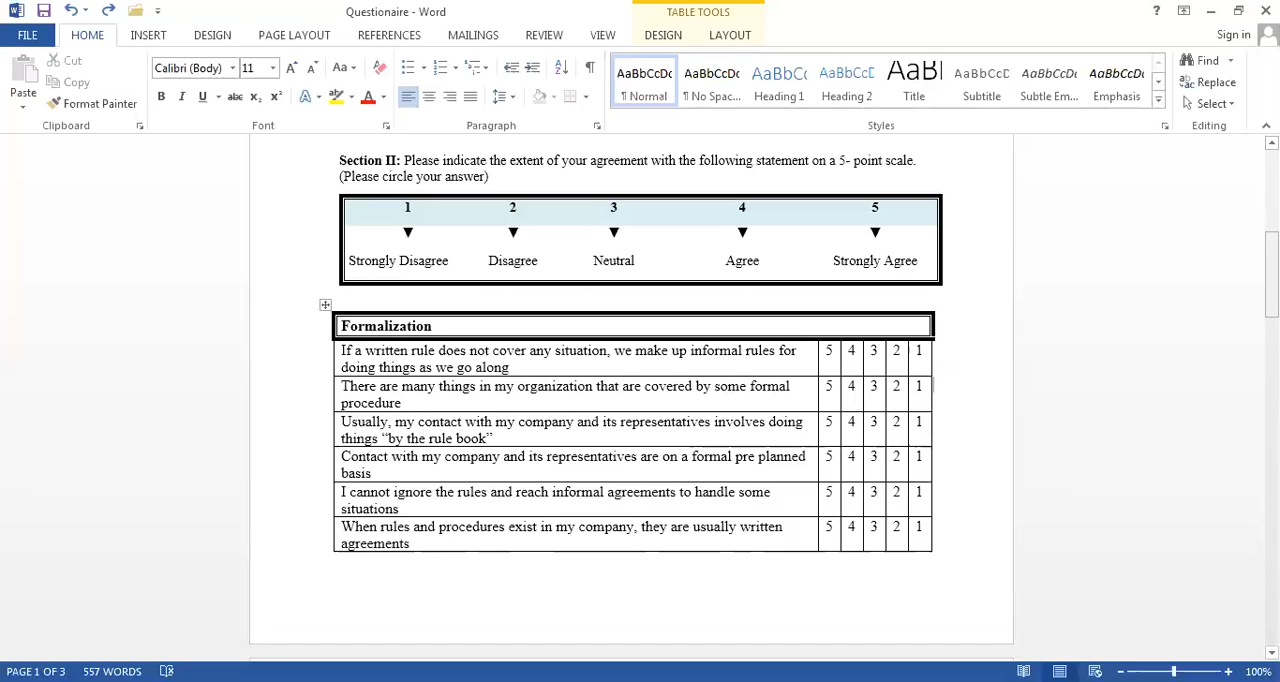 Questionaire - Word
TABLE TOOLS
?
FILE
HOME
INSERT
DESIGN
PAGE LAYOUT
REFERENCES
MAILINGS
REVIEW
VIEW
DESIGN
LAYOUT
Sign in
Paste
Cut
Copy
Format Painter
Clipboard
Calibri (Body)
11
Aa
B I U abc X₂ X²
A
A
Font
Paragraph
AaBbCcDc
¶ Normal
AaBbCcDc
¶ No Spac...
AaBbCc
Heading 1
AaBbCcD
Heading 2
AaBl
Title
AaBbCcD
Subtitle
AaBbCcDc
Subtle Em...
AaBbCcDc
Emphasis
Styles
Find
Replace
Select
Editing
Section II: Please indicate the extent of your agreement with the following statement on a 5- point scale.
(Please circle your answer)
1 2 3 4 5
▼ ▼ ▼ ▼ ▼
Strongly Disagree Disagree Neutral Agree Strongly Agree
Formalization
If a written rule does not cover any situation, we make up informal rules for 5 4 3 2 1
doing things as we go along
There are many things in my organization that are covered by some formal 5 4 3 2 1
procedure
Usually, my contact with my company and its representatives involves doing 5 4 3 2 1
things “by the rule book”
Contact with my company and its representatives are on a formal pre planned 5 4 3 2 1
basis
I cannot ignore the rules and reach informal agreements to handle some 5 4 3 2 1
situations
When rules and procedures exist in my company, they are usually written 5 4 3 2 1
agreements
PAGE 1 OF 3
557 WORDS
100%